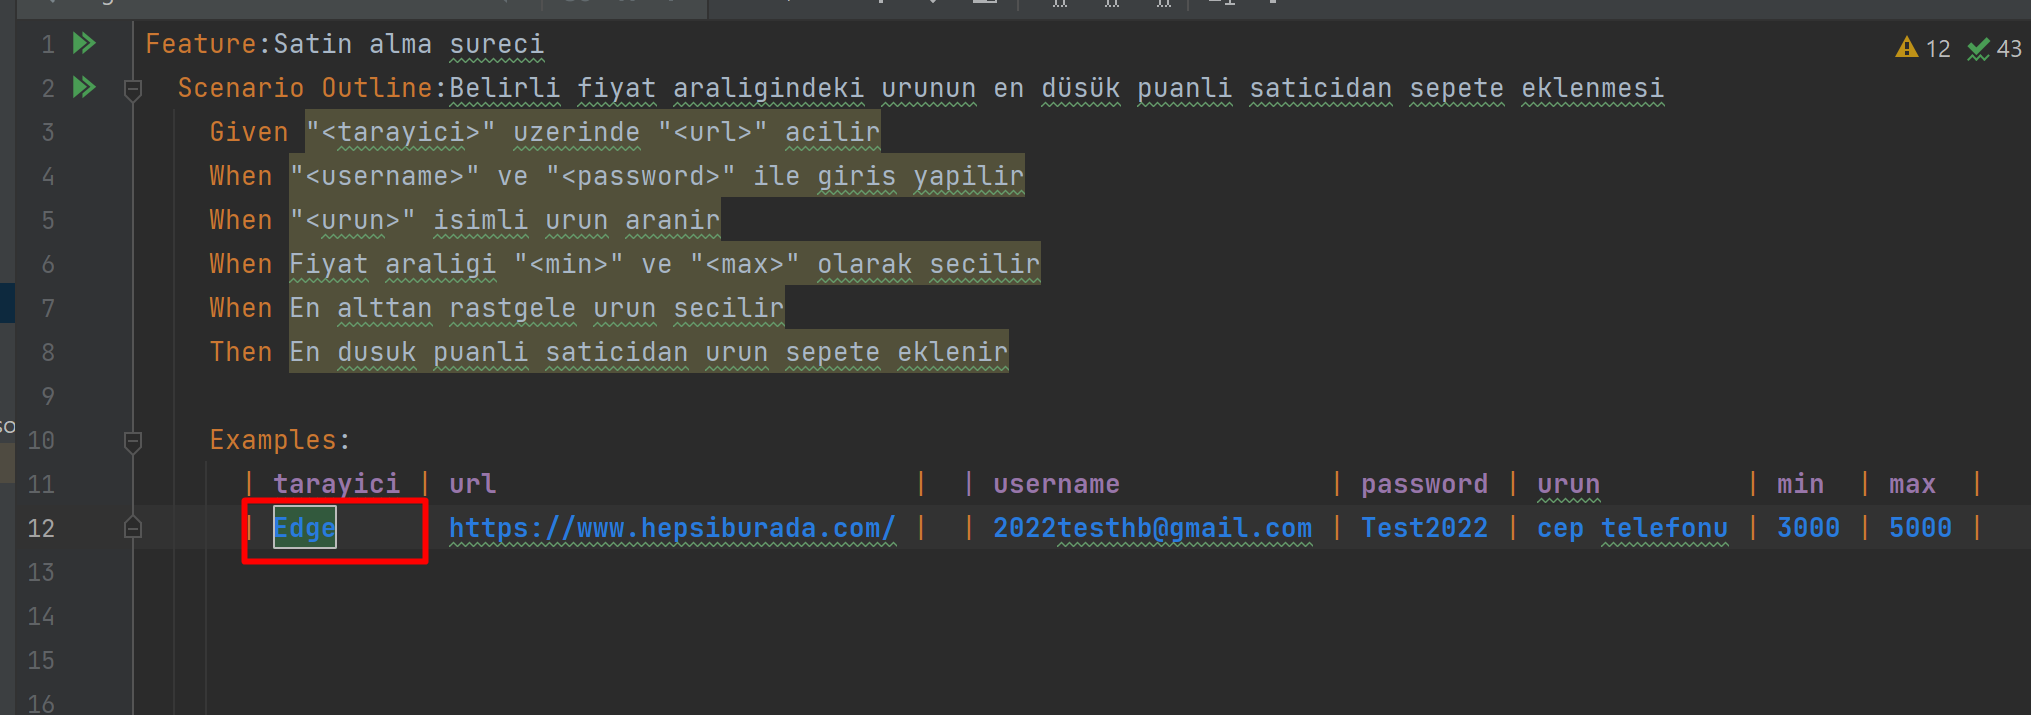 12 43
1 Feature:Satin alma sureci
2 Scenario Outline:Belirli fiyat araligindeki urunun en düsük puanli saticidan sepete eklenmesi
3 Given "<tarayici>" uzerinde "<url>" acilir
4 When "<username>" ve "<password>" ile giris yapilir
5 When "<urun>" isimli urun aranir
6 When Fiyat araligi "<min>" ve "<max>" olarak secilir
7 When En alttan rastgele urun secilir
8 Then En dusuk puanli saticidan urun sepete eklenir
9
so
10 Examples:
11 | tarayici | url | | username | password | urun | min | max |
12 | Edge https://www.hepsiburada.com/ | | 2022testhb@gmail.com | Test2022 | cep telefonu | 3000 | 5000 |
13
14
15
16